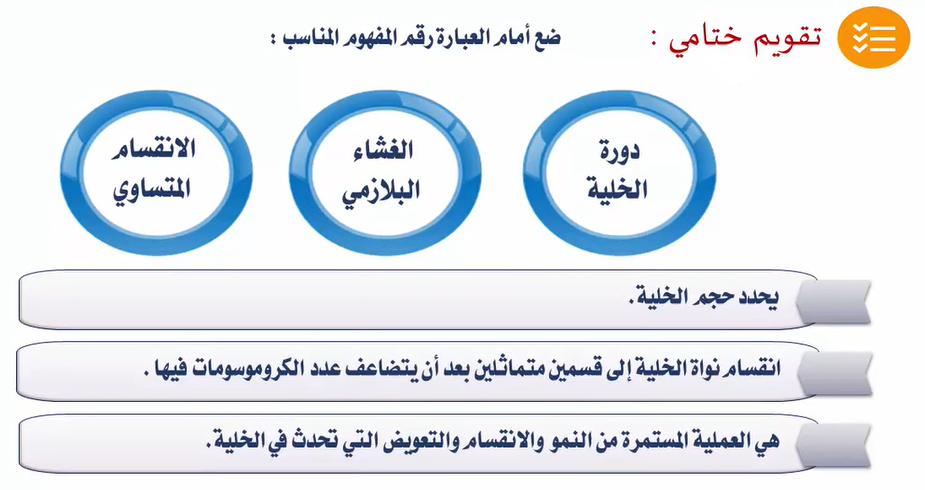 تقويم ختامي :
ضع أمام العبارة رقم المفهوم المناسب :
دورة
الخلية
الغشاء
البلازمي
الانقسام
المتساوي
يحدد حجم الخلية.
انقسام نواة الخلية إلى قسمين متماثلين بعد أن يتضاعف عدد الكروموسومات فيها .
هي العملية المستمرة من النمو والانقسام والتعويض التي تحدث في الخلية.